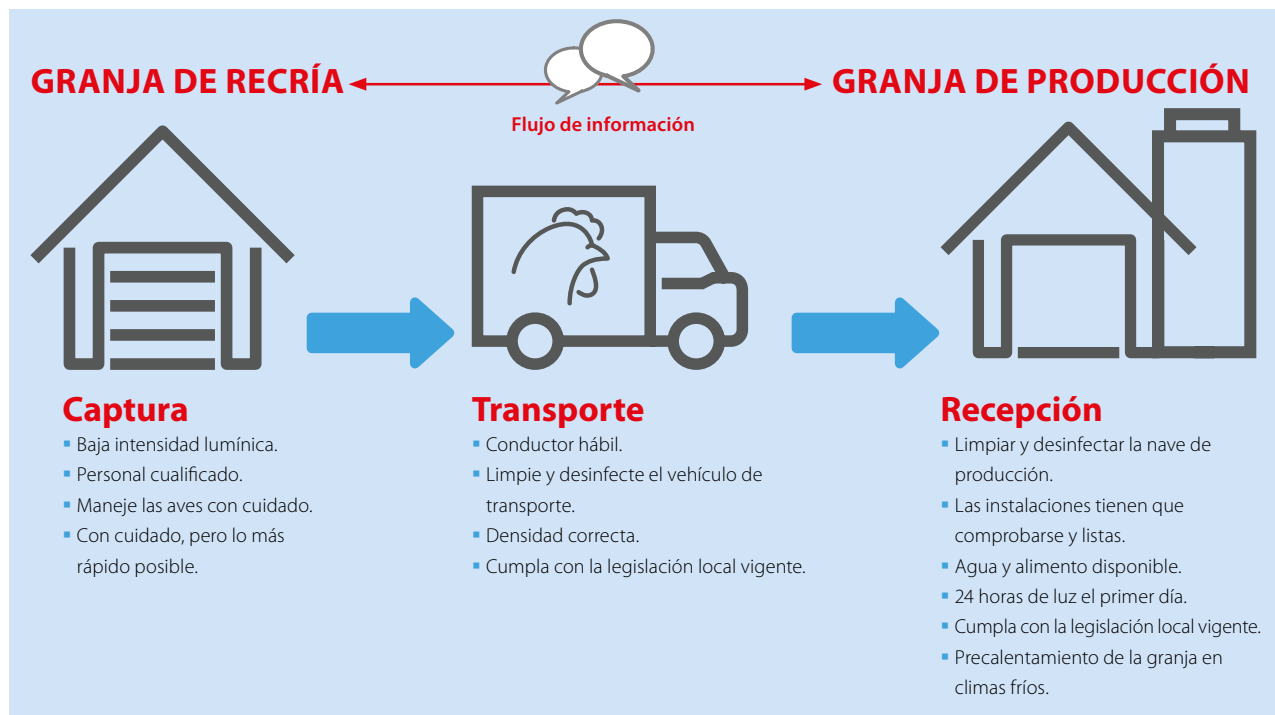 GRANJA DE RECRÍA
GRANJA DE PRODUCCIÓN
Flujo de información
Captura
▪ Baja intensidad lumínica.
▪ Personal cualificado.
▪ Maneje las aves con cuidado.
▪ Con cuidado, pero lo más
rápido posible.
Transporte
▪ Conductor hábil.
▪ Limpie y desinfecte el vehículo de
transporte.
▪ Densidad correcta.
▪ Cumpla con la legislación local vigente.
Recepción
▪ Limpiar y desinfectar la nave de
producción.
▪ Las instalaciones tienen que
comprobarse y listas.
▪ Agua y alimento disponible.
▪ 24 horas de luz el primer día.
▪ Cumpla con la legislación local vigente.
▪ Precalentamiento de la granja en
climas fríos.